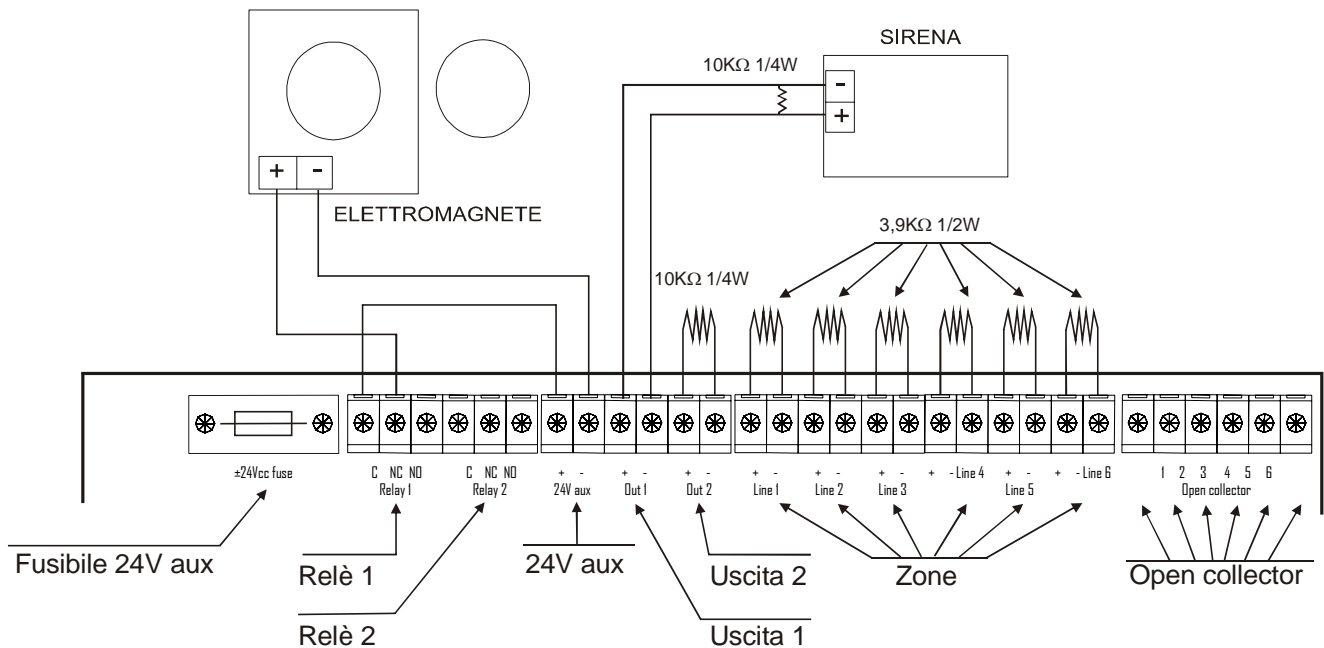 SIRENA
10KΩ 1/4W
-
+
+ -
ELETTROMAGNETE
3,9KΩ 1/2W
10KΩ 1/4W
±24Vcc fuse
C NC NO
Relay 1
C NC NO
Relay 2
+ -
24V aux
+ -
Out 1
+ -
Out 2
+ -
Line 1
+ -
Line 2
+ -
Line 3
+ - Line 4
+ -
Line 5
+ - Line 6
1 2 3 4 5 6
Open collector
Fusibile 24V aux
Relè 1
24V aux
Uscita 2
Zone
Open collector
Relè 2
Uscita 1